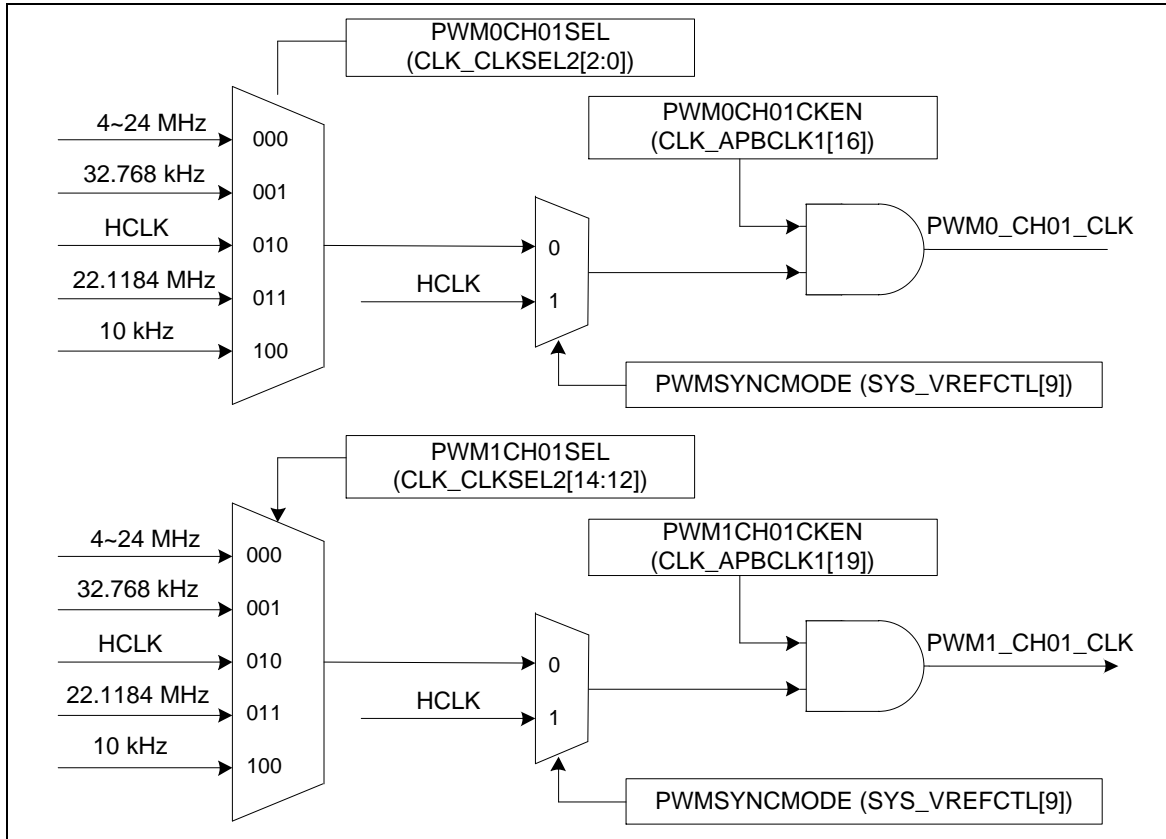 PWM0CH01SEL
(CLK_CLKSEL2[2:0])
4~24 MHz
000
PWM0CH01CKEN
(CLK_APBCLK1[16])
32.768 kHz
001
HCLK
010
0
PWM0_CH01_CLK
22.1184 MHz
011
HCLK
1
10 kHz
100
PWMSYNCMODE (SYS_VREFCTL[9])
PWM1CH01SEL
(CLK_CLKSEL2[14:12])
4~24 MHz
000
PWM1CH01CKEN
(CLK_APBCLK1[19])
32.768 kHz
001
HCLK
010
0
PWM1_CH01_CLK
22.1184 MHz
011
HCLK
1
10 kHz
100
PWMSYNCMODE (SYS_VREFCTL[9])